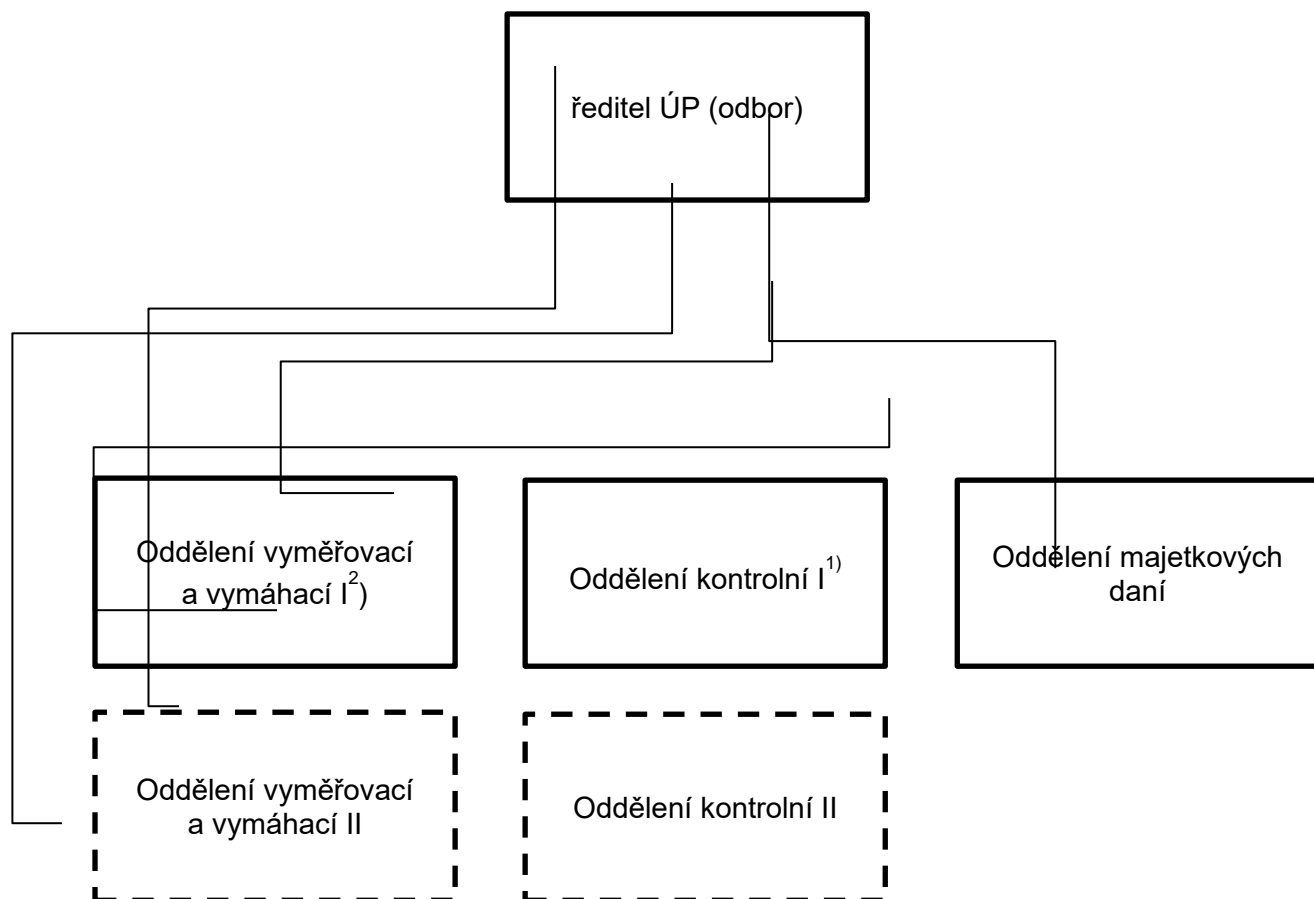 ředitel ÚP (odbor)
Oddělení vyměřovací
a vymáhací I²)
Oddělení kontrolní I¹⁾
Oddělení majetkových
daní
Oddělení vyměřovací
a vymáhací II
Oddělení kontrolní II